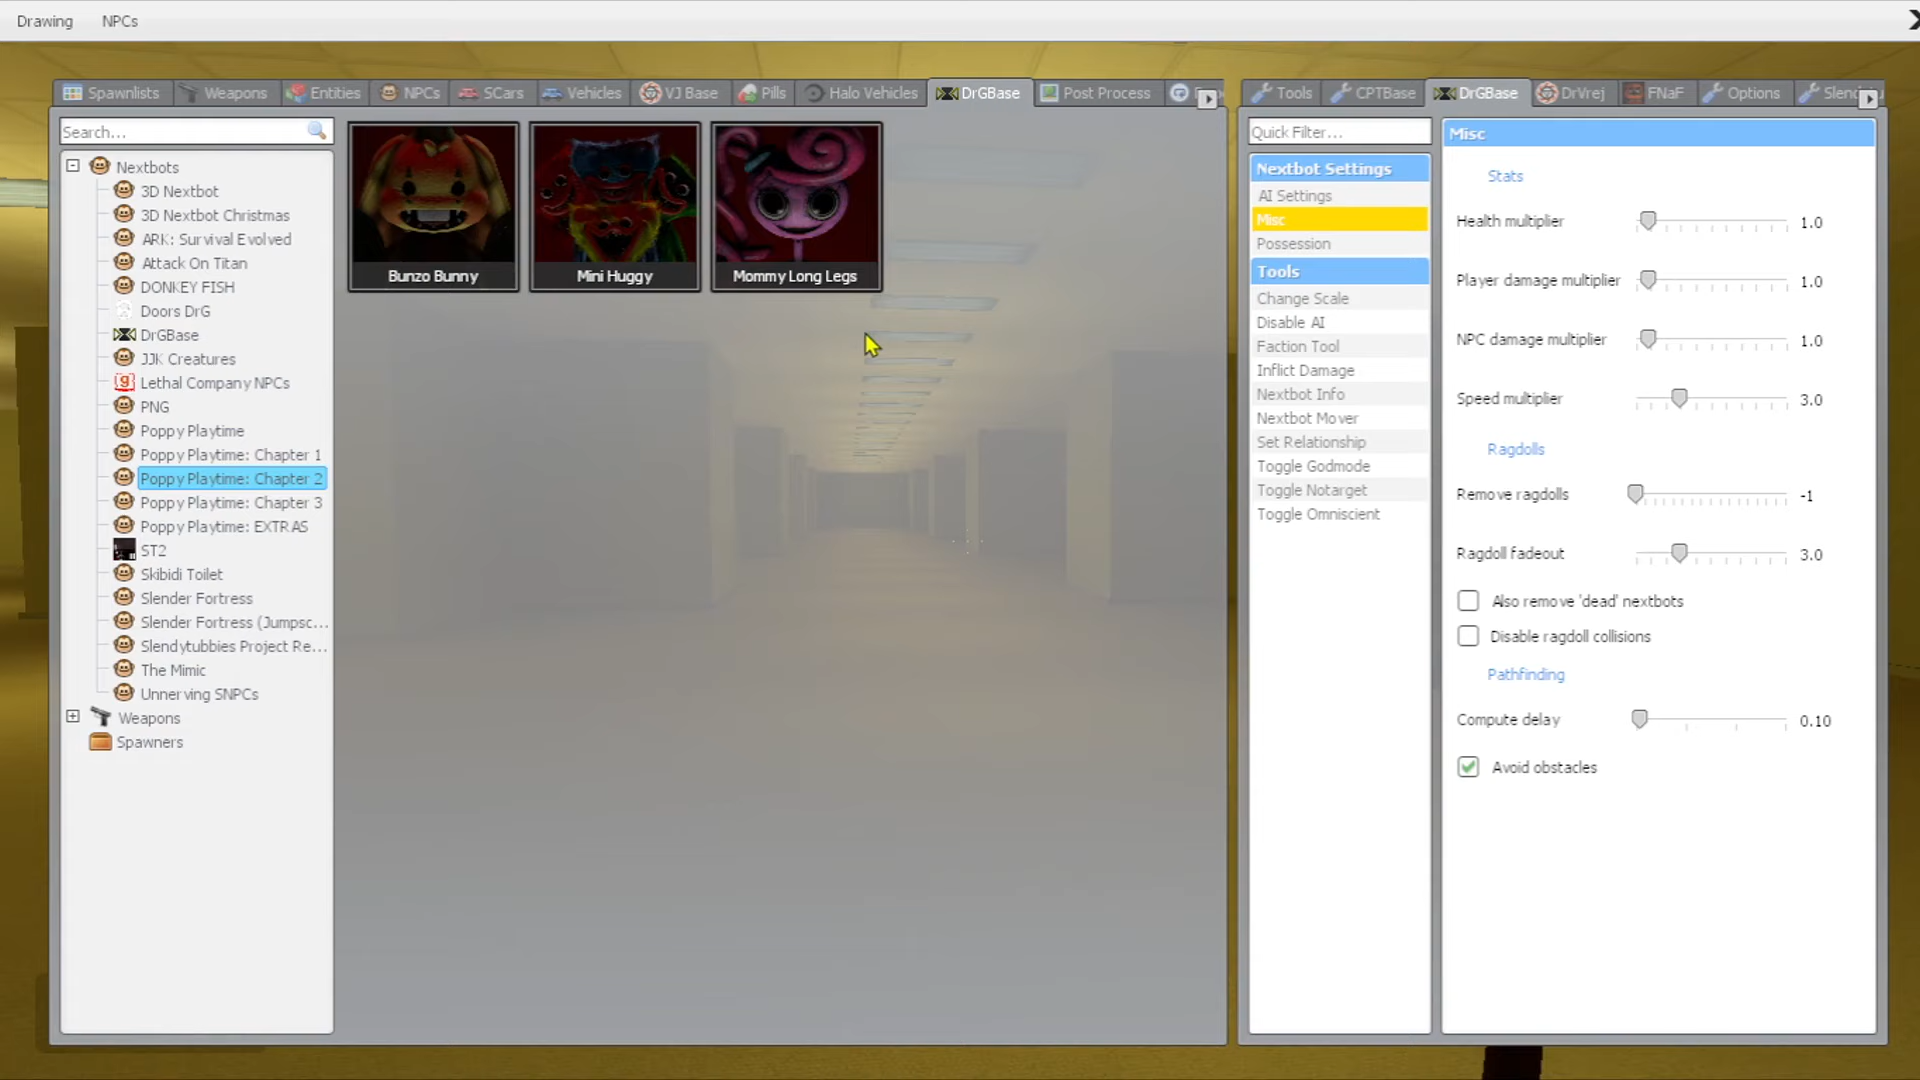 Drawing NPCs
Spawnlists Weapons Entities NPCs SCars Vehicles VJ Base Pills Halo Vehicles DrGBase Post Process
Tools CPTBase DrGBase DrVrej FNaF Options
Search...
Nextbots
3D Nextbot
3D Nextbot Christmas
ARK: Survival Evolved
Attack On Titan
DONKEY FISH
Doors DrG
DrGBase
JJK Creatures
Lethal Company NPCs
PNG
Poppy Playtime
Poppy Playtime: Chapter 1
Poppy Playtime: Chapter 2
Poppy Playtime: Chapter 3
Poppy Playtime: EXTRAS
ST2
Skibidi Toilet
Slender Fortress
Slender Fortress (Jumpsc...
Slendytubbies Project Re...
The Mimic
Unnerving SNPCs
Weapons
Spawners
Bunzo Bunny
Mini Huggy
Mommy Long Legs
Quick Filter...
Nextbot Settings
AI Settings
Misc
Possession
Tools
Change Scale
Disable AI
Faction Tool
Inflict Damage
Nextbot Info
Nextbot Mover
Set Relationship
Toggle Godmode
Toggle Notarget
Toggle Omniscient
Misc
Stats
Health multiplier 1.0
Player damage multiplier 1.0
NPC damage multiplier 1.0
Speed multiplier 3.0
Ragdolls
Remove ragdolls -1
Ragdoll fadeout 3.0
Also remove 'dead' nextbots
Disable ragdoll collisions
Pathfinding
Compute delay 0.10
Avoid obstacles